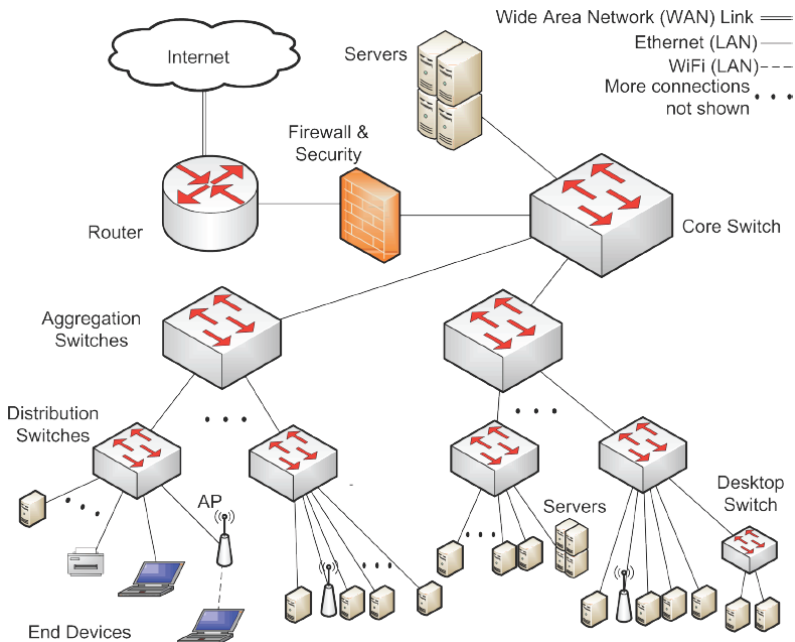 Wide Area Network (WAN) Link
Ethernet (LAN)
WiFi (LAN)
More connections
not shown
Internet
Servers
Firewall &
Security
Router
Core Switch
Aggregation
Switches
Distribution
Switches
AP
Servers
Desktop
Switch
End Devices